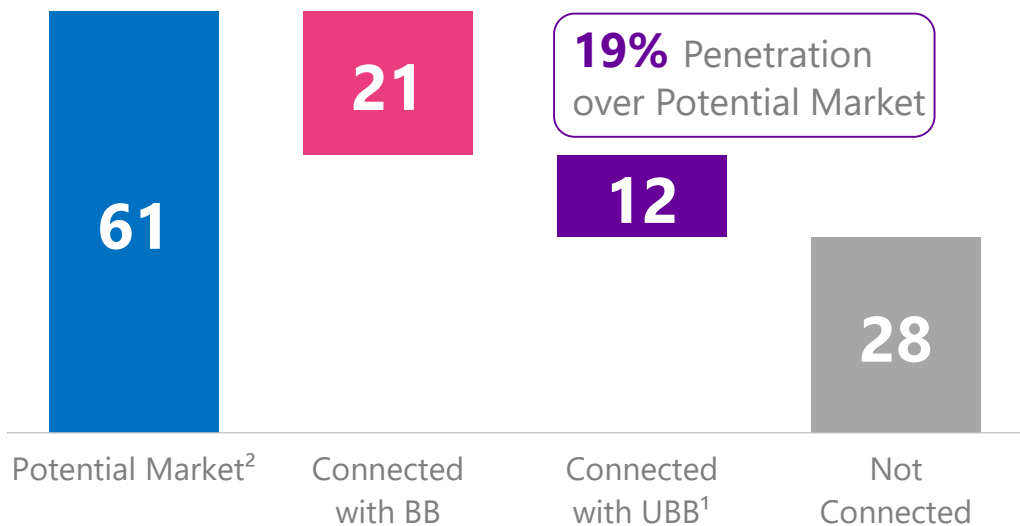 61
21
19% Penetration
over Potential Market
12
28
Potential Market²
Connected
with BB
Connected
with UBB¹
Not
Connected